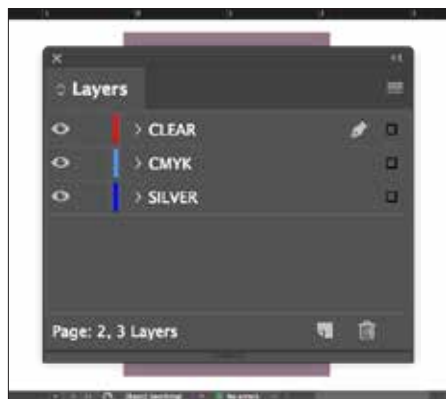 Layers
CLEAR
CMYK
SILVER
Page: 2, 3 Layers